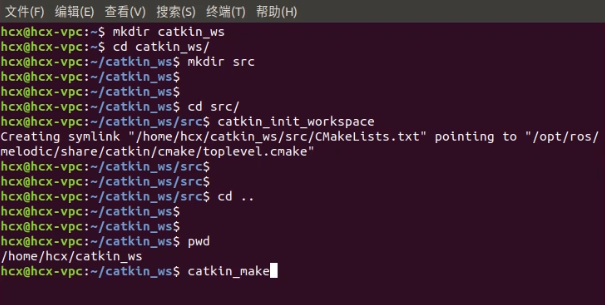 文件(F) 编辑(E) 查看(V) 搜索(S) 终端(T) 帮助(H)
hcx@hcx-vpc:~$ mkdir catkin_ws
hcx@hcx-vpc:~$ cd catkin_ws/
hcx@hcx-vpc:~/catkin_ws$ mkdir src
hcx@hcx-vpc:~/catkin_ws$
hcx@hcx-vpc:~/catkin_ws$
hcx@hcx-vpc:~/catkin_ws$ cd src/
hcx@hcx-vpc:~/catkin_ws/src$ catkin_init_workspace
Creating symlink "/home/hcx/catkin_ws/src/CMakeLists.txt" pointing to "/opt/ros/
melodic/share/catkin/cmake/toplevel.cmake"
hcx@hcx-vpc:~/catkin_ws/src$
hcx@hcx-vpc:~/catkin_ws/src$
hcx@hcx-vpc:~/catkin_ws/src$ cd ..
hcx@hcx-vpc:~/catkin_ws$
hcx@hcx-vpc:~/catkin_ws$
hcx@hcx-vpc:~/catkin_ws$ pwd
/home/hcx/catkin_ws
hcx@hcx-vpc:~/catkin_ws$ catkin_make